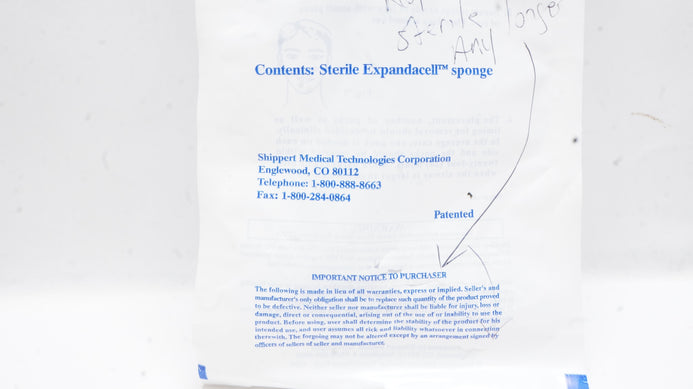 Sterile longer
Any
Contents: Sterile Expandacell™ sponge
Shippert Medical Technologies Corporation
Englewood, CO 80112
Telephone: 1-800-888-8663
Fax: 1-800-284-0864
Patented
IMPORTANT NOTICE TO PURCHASER
The following is made in lieu of all warranties, express or implied. Seller's and
manufacturer's only obligation shall be to replace such quantity of the product proved
to be defective. Neither seller nor manufacturer shall be liable for injury, loss or
damage, direct or consequential, arising out of the use of or inability to use the
product. Before using, user shall determine the stability of the product for his
intended use, and user assumes all risk and liability whatsoever in connection
therewith. The forgoing may not be altered except by an arrangement signed by
officers of sellers of seller and manufacturer.